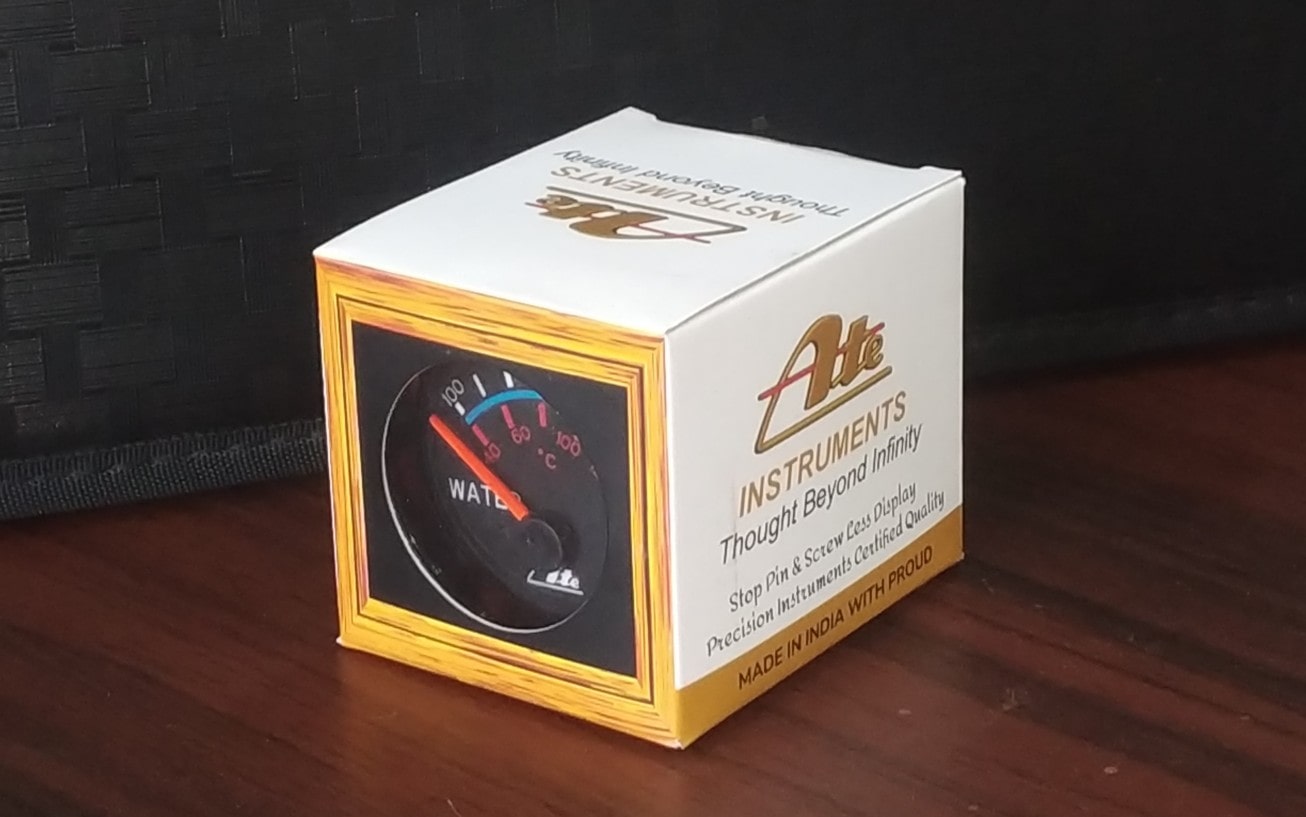 Ate
INSTRUMENTS
Thought Beyond Infinity
100
40
60
100
°C
WATER
Ate
Ate
INSTRUMENTS
Thought Beyond Infinity
Stop Pin & Screw Less Display
Precision Instruments Certified Quality
MADE IN INDIA WITH PROUD